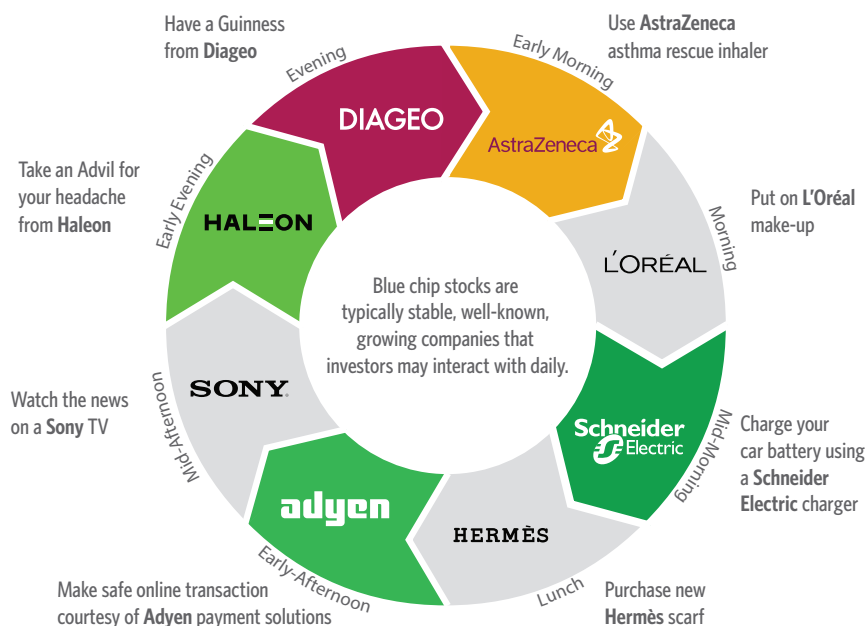 Have a Guinness
from Diageo
Evening
DIAGEO
Early Morning
AstraZeneca
Use AstraZeneca
asthma rescue inhaler
Morning
L'ORÉAL
Put on L'Oréal
make-up
Mid-Morning
Schneider
Electric
Charge your
car battery using
a Schneider
Electric charger
Lunch
HERMÈS
Purchase new
Hermès scarf
Early-Afternoon
adyen
Make safe online transaction
courtesy of Adyen payment solutions
Mid-Afternoon
SONY
Watch the news
on a Sony TV
Early Evening
HALEON
Take an Advil for
your headache
from Haleon
Blue chip stocks are
typically stable, well-known,
growing companies that
investors may interact with daily.